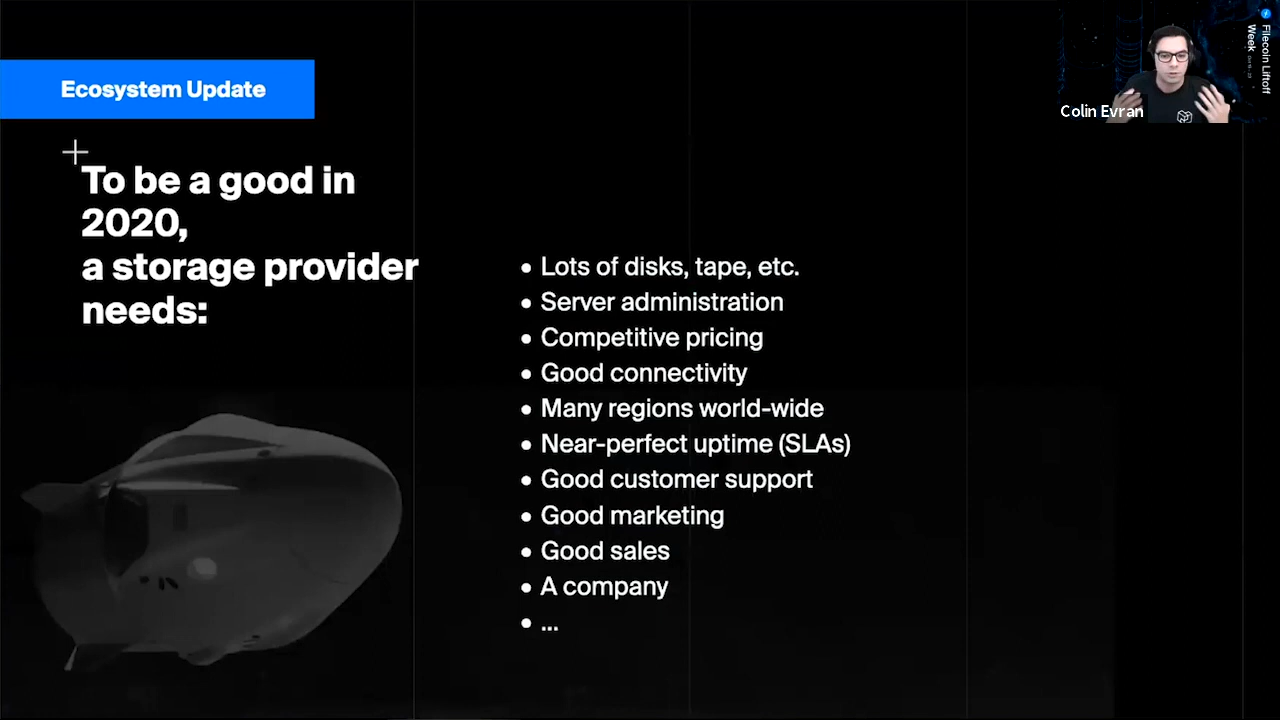 Ecosystem Update
To be a good in
2020,
a storage provider
needs:
• Lots of disks, tape, etc.
• Server administration
• Competitive pricing
• Good connectivity
• Many regions world-wide
• Near-perfect uptime (SLAs)
• Good customer support
• Good marketing
• Good sales
• A company
• ...
Colin Evran
Filecoin Liftoff
Week